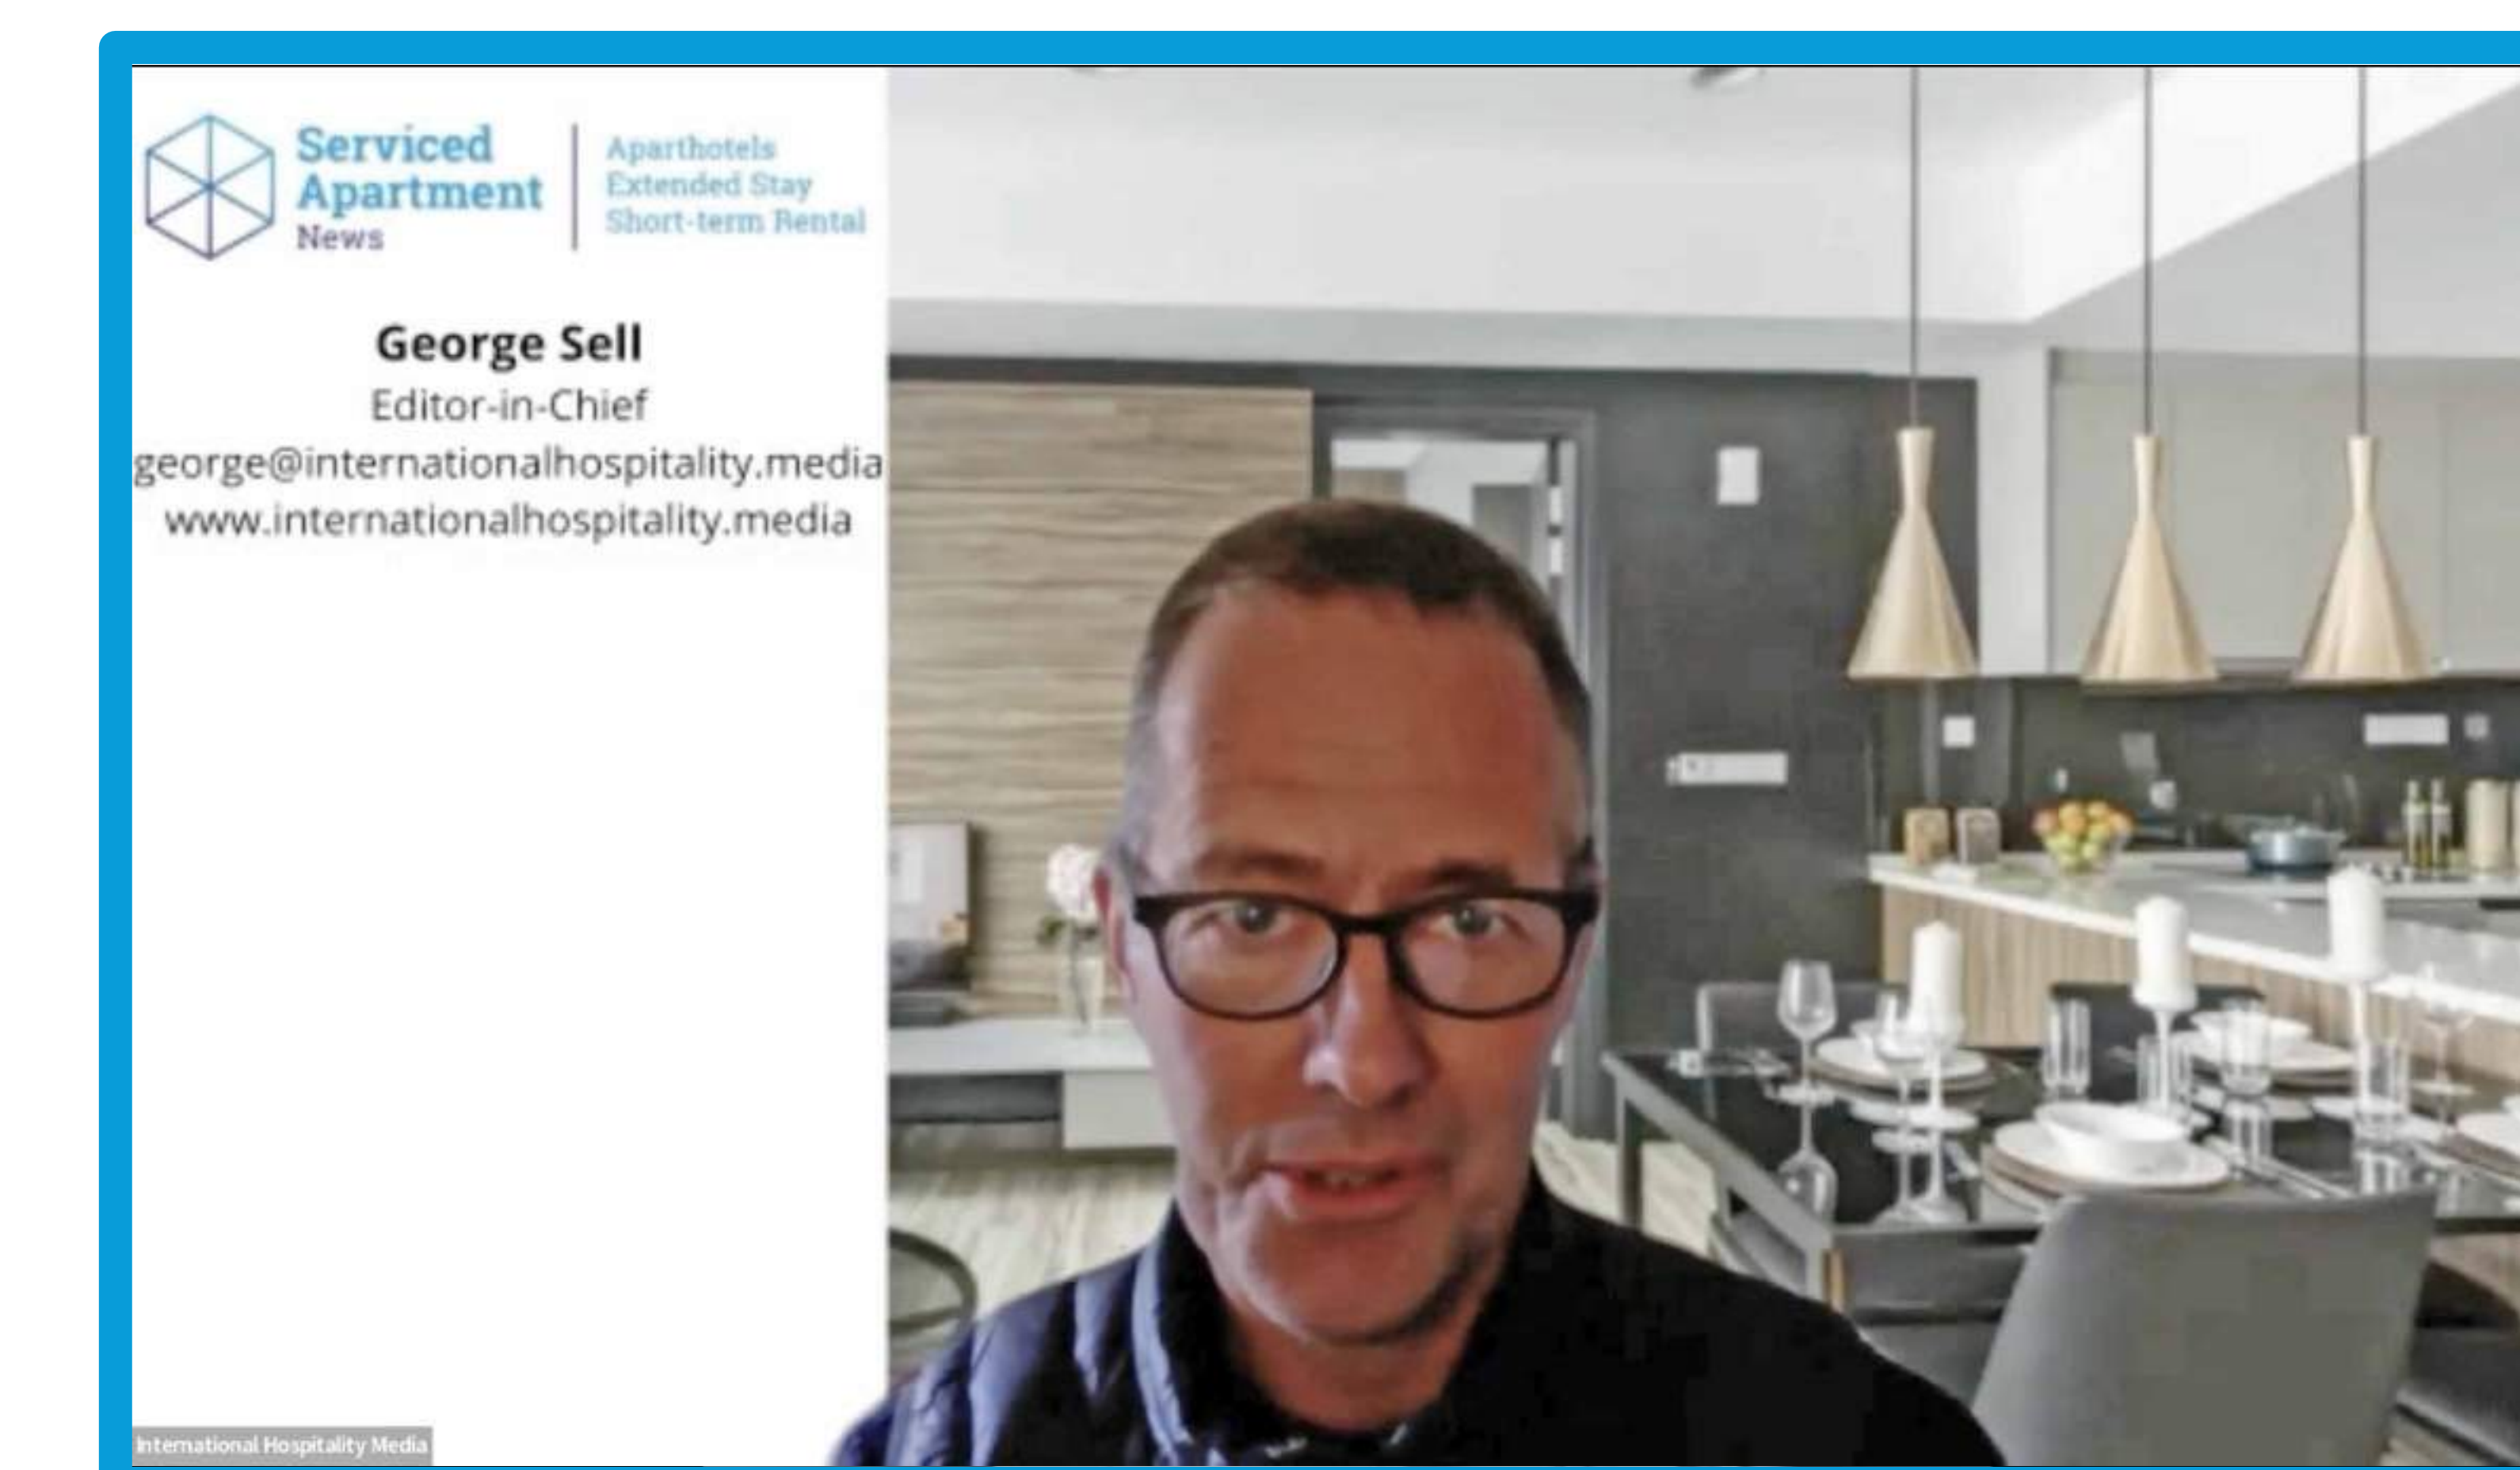 Serviced
Apartment
News
Aparthotels
Extended Stay
Short-term Rental
George Sell
Editor-in-Chief
george@internationalhospitality.media
www.internationalhospitality.media
International Hospitality Media